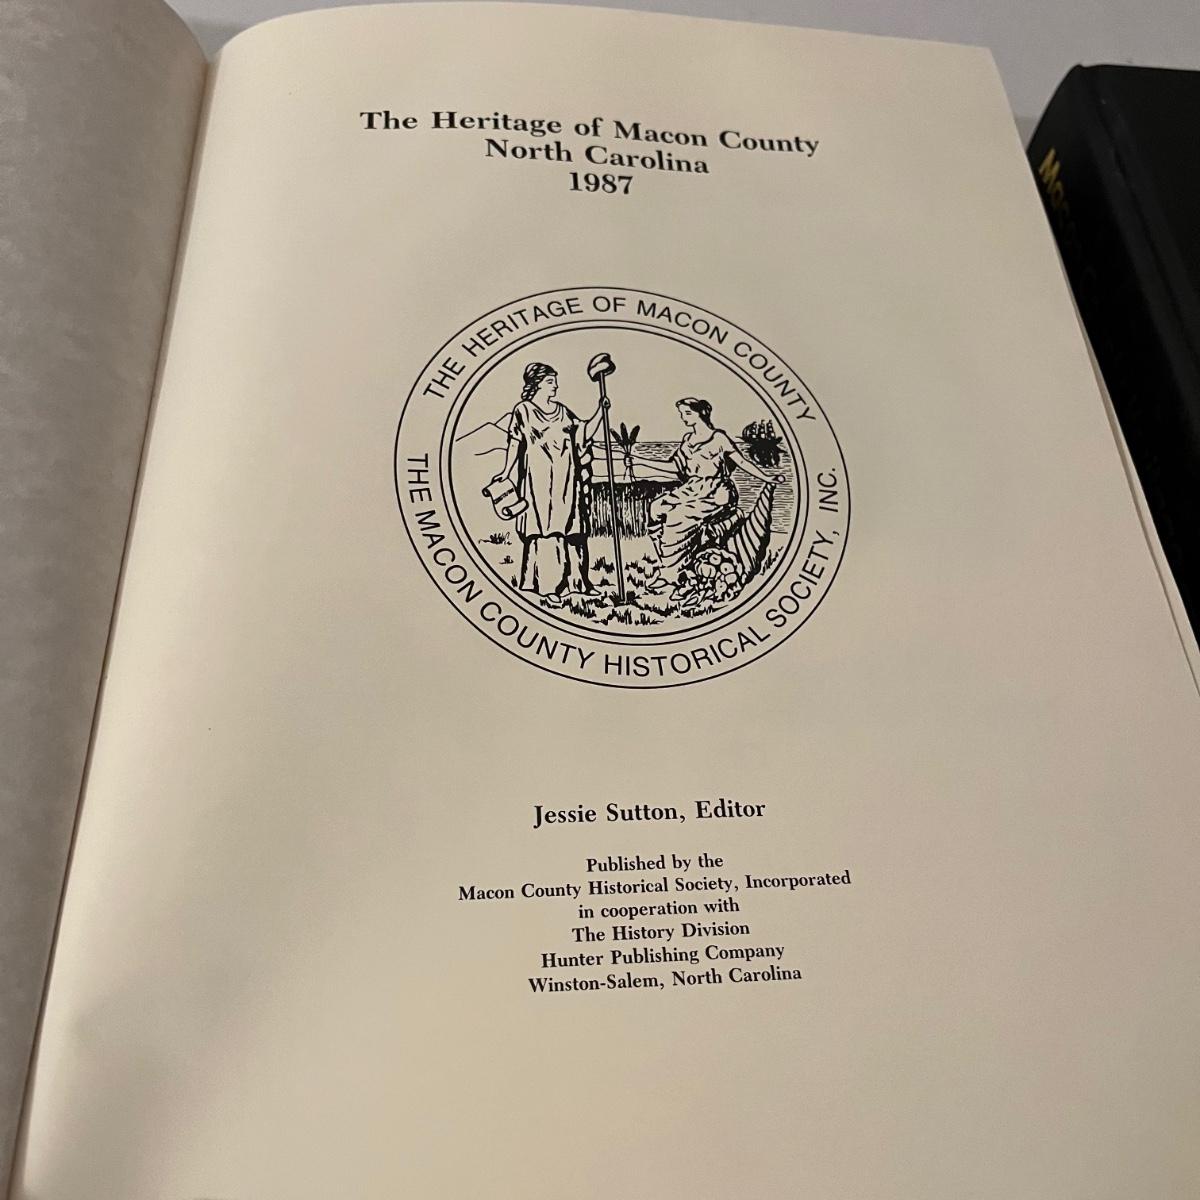 The Heritage of Macon County
North Carolina
1987
THE HERITAGE OF MACON COUNTY
THE MACON COUNTY HISTORICAL SOCIETY, INC.
Jessie Sutton, Editor
Published by the
Macon County Historical Society, Incorporated
in cooperation with
The History Division
Hunter Publishing Company
Winston-Salem, North Carolina